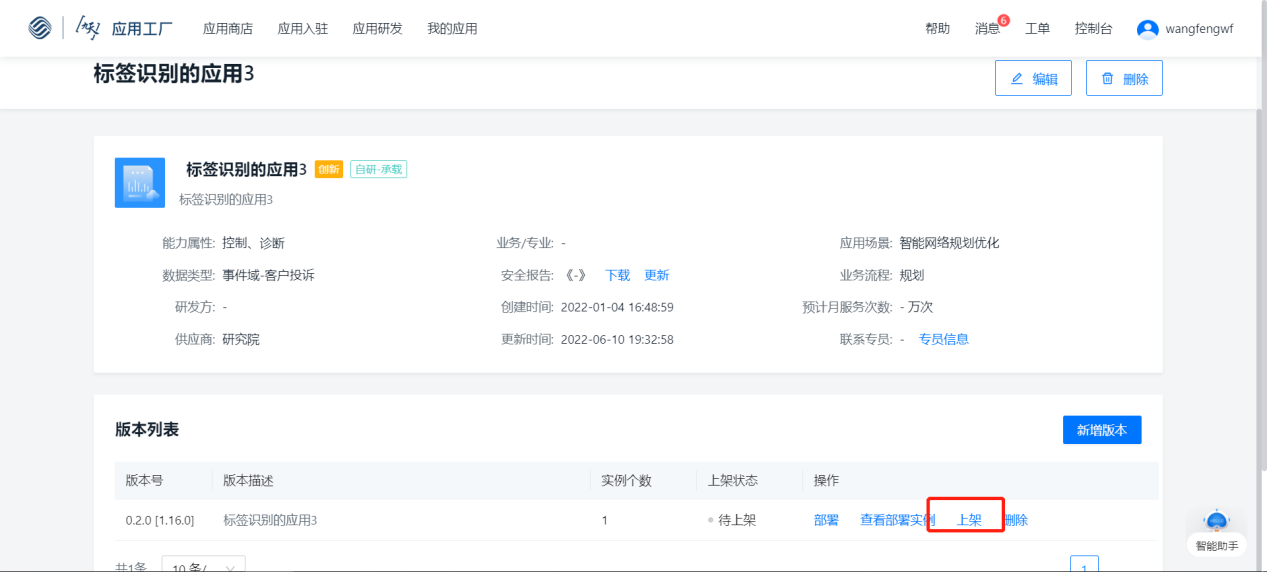 应用工厂 应用商店 应用入驻 应用研发 我的应用 帮助 消息 6 工单 控制台 wangfengwf
标签识别的应用3 编辑 删除
标签识别的应用3 创新 自研-承载
标签识别的应用3
能力属性: 控制、诊断 业务/专业: - 应用场景: 智能网络规划优化
数据类型: 事件域-客户投诉 安全报告: 《-》 下载 更新 业务流程: 规划
研发方: - 创建时间: 2022-01-04 16:48:59 预计月服务次数: - 万次
供应商: 研究院 更新时间: 2022-06-10 19:32:58 联系专员: - 专员信息
版本列表 新增版本
版本号 版本描述 实例个数 上架状态 操作
0.2.0 [1.16.0] 标签识别的应用3 1 待上架 部署 查看部署实例 上架 删除
智能助手
共1条 10 条/ 1